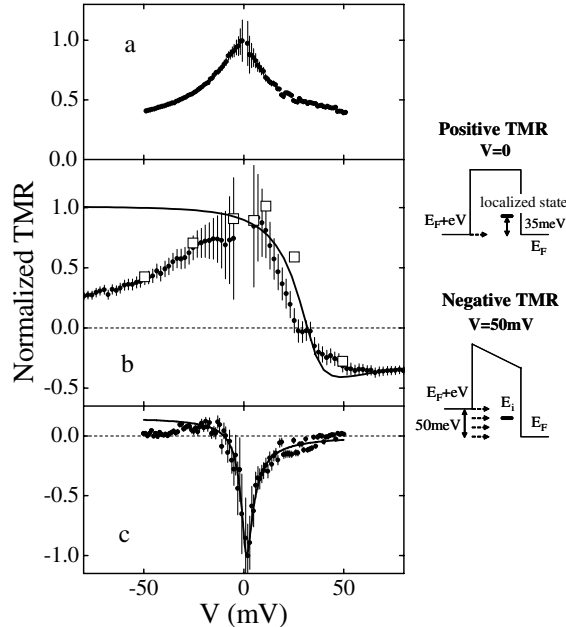 a
1.0
0.5
0.0
b
1.0
0.5
0.0
-0.5
c
0.0
-0.5
-1.0
Normalized TMR
-50 0 50
V (mV)
Positive TMR
V=0
localized state
E_F+eV
35meV
E_F
Negative TMR
V=50mV
E_F+eV
E_i
E_F
50meV